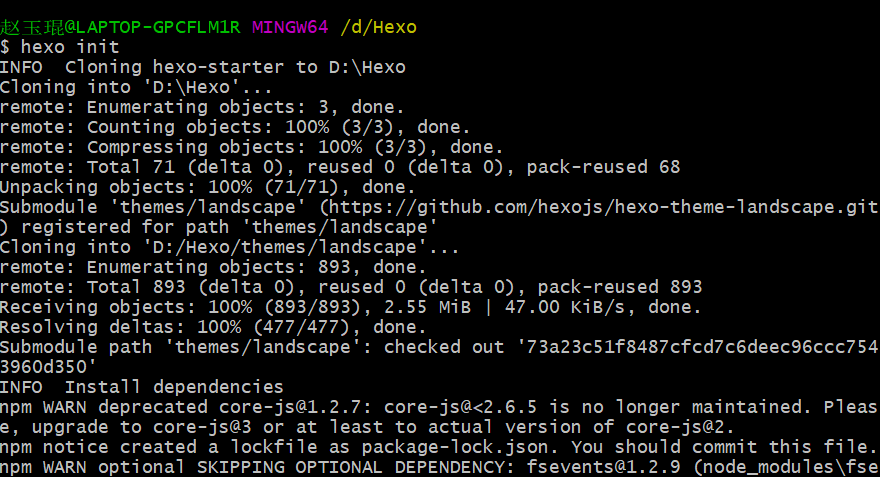 赵玉琨@LAPTOP-GPCFLM1R MINGW64 /d/Hexo
$ hexo init
INFO  Cloning hexo-starter to D:\Hexo
Cloning into 'D:\Hexo'...
remote: Enumerating objects: 3, done.
remote: Counting objects: 100% (3/3), done.
remote: Compressing objects: 100% (3/3), done.
remote: Total 71 (delta 0), reused 0 (delta 0), pack-reused 68
Unpacking objects: 100% (71/71), done.
Submodule 'themes/landscape' (https://github.com/hexojs/hexo-theme-landscape.git
) registered for path 'themes/landscape'
Cloning into 'D:/Hexo/themes/landscape'...
remote: Enumerating objects: 893, done.
remote: Total 893 (delta 0), reused 0 (delta 0), pack-reused 893
Receiving objects: 100% (893/893), 2.55 MiB | 47.00 KiB/s, done.
Resolving deltas: 100% (477/477), done.
Submodule path 'themes/landscape': checked out '73a23c51f8487cfcd7c6deec96ccc754
3960d350'
INFO  Install dependencies
npm WARN deprecated core-js@1.2.7: core-js@<2.6.5 is no longer maintained. Pleas
e, upgrade to core-js@3 or at least to actual version of core-js@2.
npm notice created a lockfile as package-lock.json. You should commit this file.
npm WARN optional SKIPPING OPTIONAL DEPENDENCY: fsevents@1.2.9 (node_modules\fse